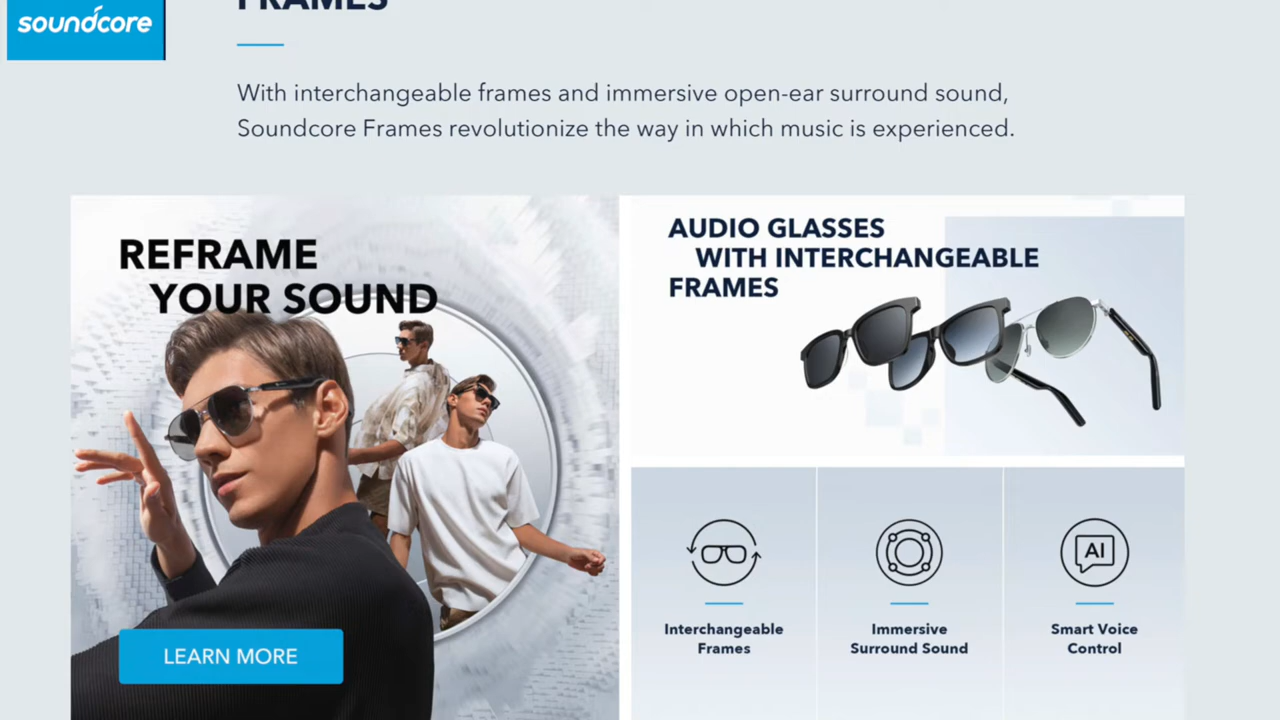 FRAMES
soundcore
With interchangeable frames and immersive open-ear surround sound,
Soundcore Frames revolutionize the way in which music is experienced.
REFRAME
YOUR SOUND
LEARN MORE
AUDIO GLASSES
WITH INTERCHANGEABLE
FRAMES
AI
Interchangeable
Frames
Immersive
Surround Sound
Smart Voice
Control